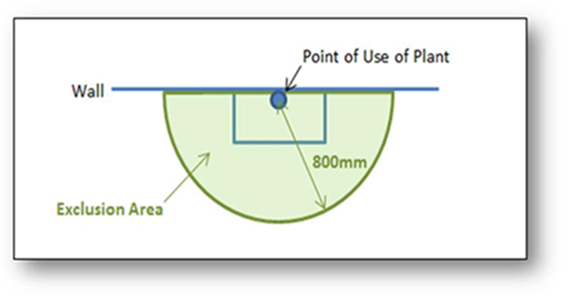 Point of Use of Plant
Wall
800mm
Exclusion Area